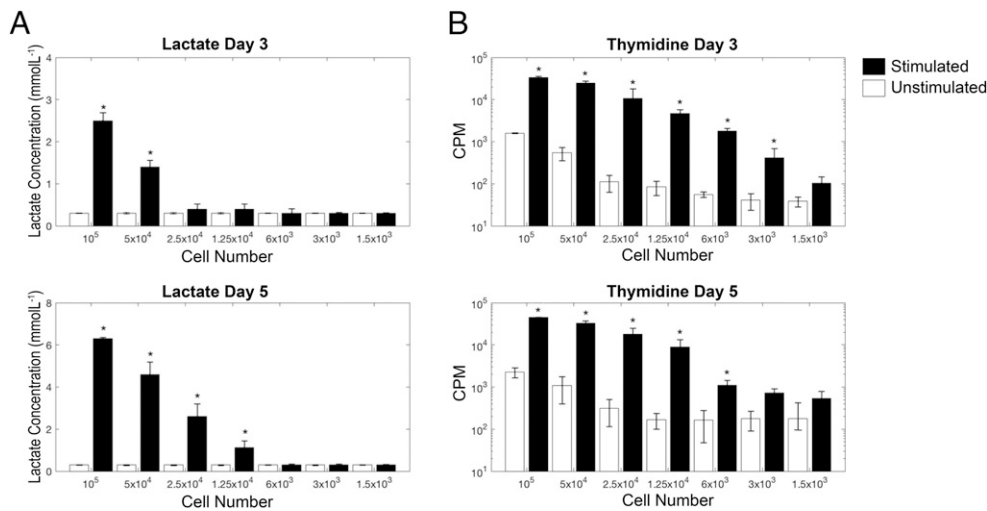 A
B
Lactate Day 3
Lactate Concentration (mmolL⁻¹)
4
3
2
1
0
* *
10⁵ 5x10⁴ 2.5x10⁴ 1.25x10⁴ 6x10³ 3x10³ 1.5x10³
Cell Number
Thymidine Day 3
CPM
10⁵
10⁴
10³
10²
10¹
* * * * * *
10⁵ 5x10⁴ 2.5x10⁴ 1.25x10⁴ 6x10³ 3x10³ 1.5x10³
Cell Number
Stimulated
Unstimulated
Lactate Day 5
Lactate Concentration (mmolL⁻¹)
8
6
4
2
0
* * * *
10⁵ 5x10⁴ 2.5x10⁴ 1.25x10⁴ 6x10³ 3x10³ 1.5x10³
Cell Number
Thymidine Day 5
CPM
10⁵
10⁴
10³
10²
10¹
* * * * *
10⁵ 5x10⁴ 2.5x10⁴ 1.25x10⁴ 6x10³ 3x10³ 1.5x10³
Cell Number